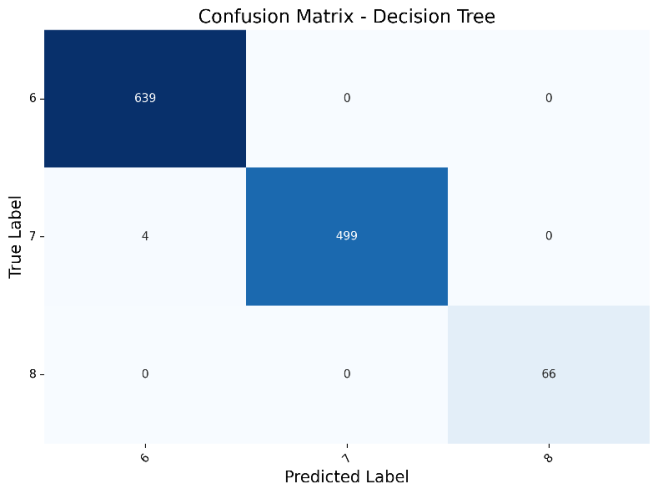 Confusion Matrix - Decision Tree
True Label
6 639 0 0
7 4 499 0
8 0 0 66
6 7 8
Predicted Label